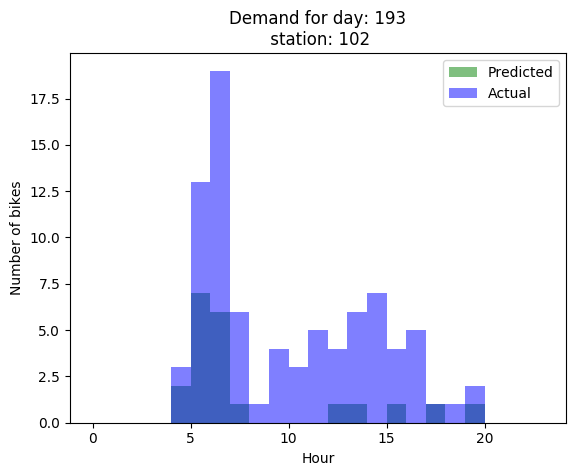 Demand for day: 193
station: 102
Predicted
Actual
Number of bikes
17.5
15.0
12.5
10.0
7.5
5.0
2.5
0.0
0
5
10
15
20
Hour